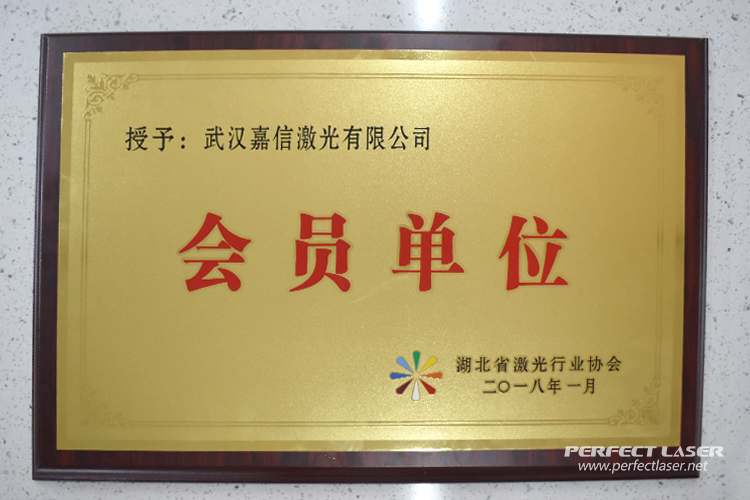 授予：武汉嘉信激光有限公司
会员单位
湖北省激光行业协会
二〇一八年一月
PERFECT LASER
www.perfectlaser.net